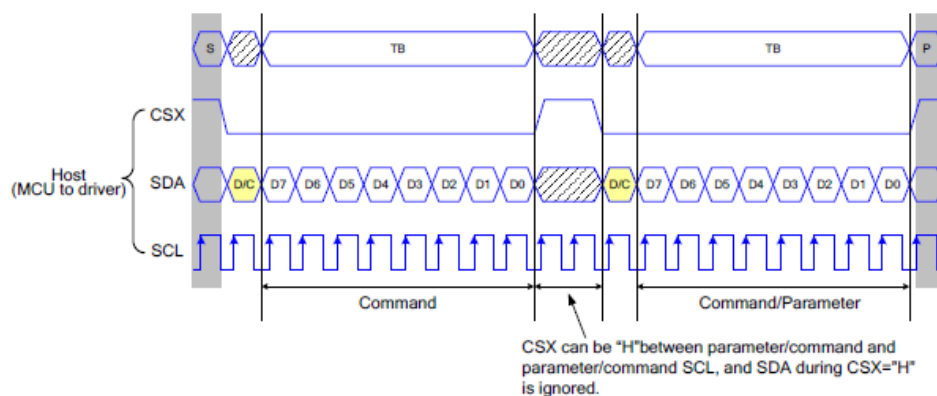 S TB TB P
CSX
Host
(MCU to driver)
SDA D/C D7 D6 D5 D4 D3 D2 D1 D0 D/C D7 D6 D5 D4 D3 D2 D1 D0
SCL
Command Command/Parameter
CSX can be "H"between parameter/command and
parameter/command SCL, and SDA during CSX="H"
is ignored.